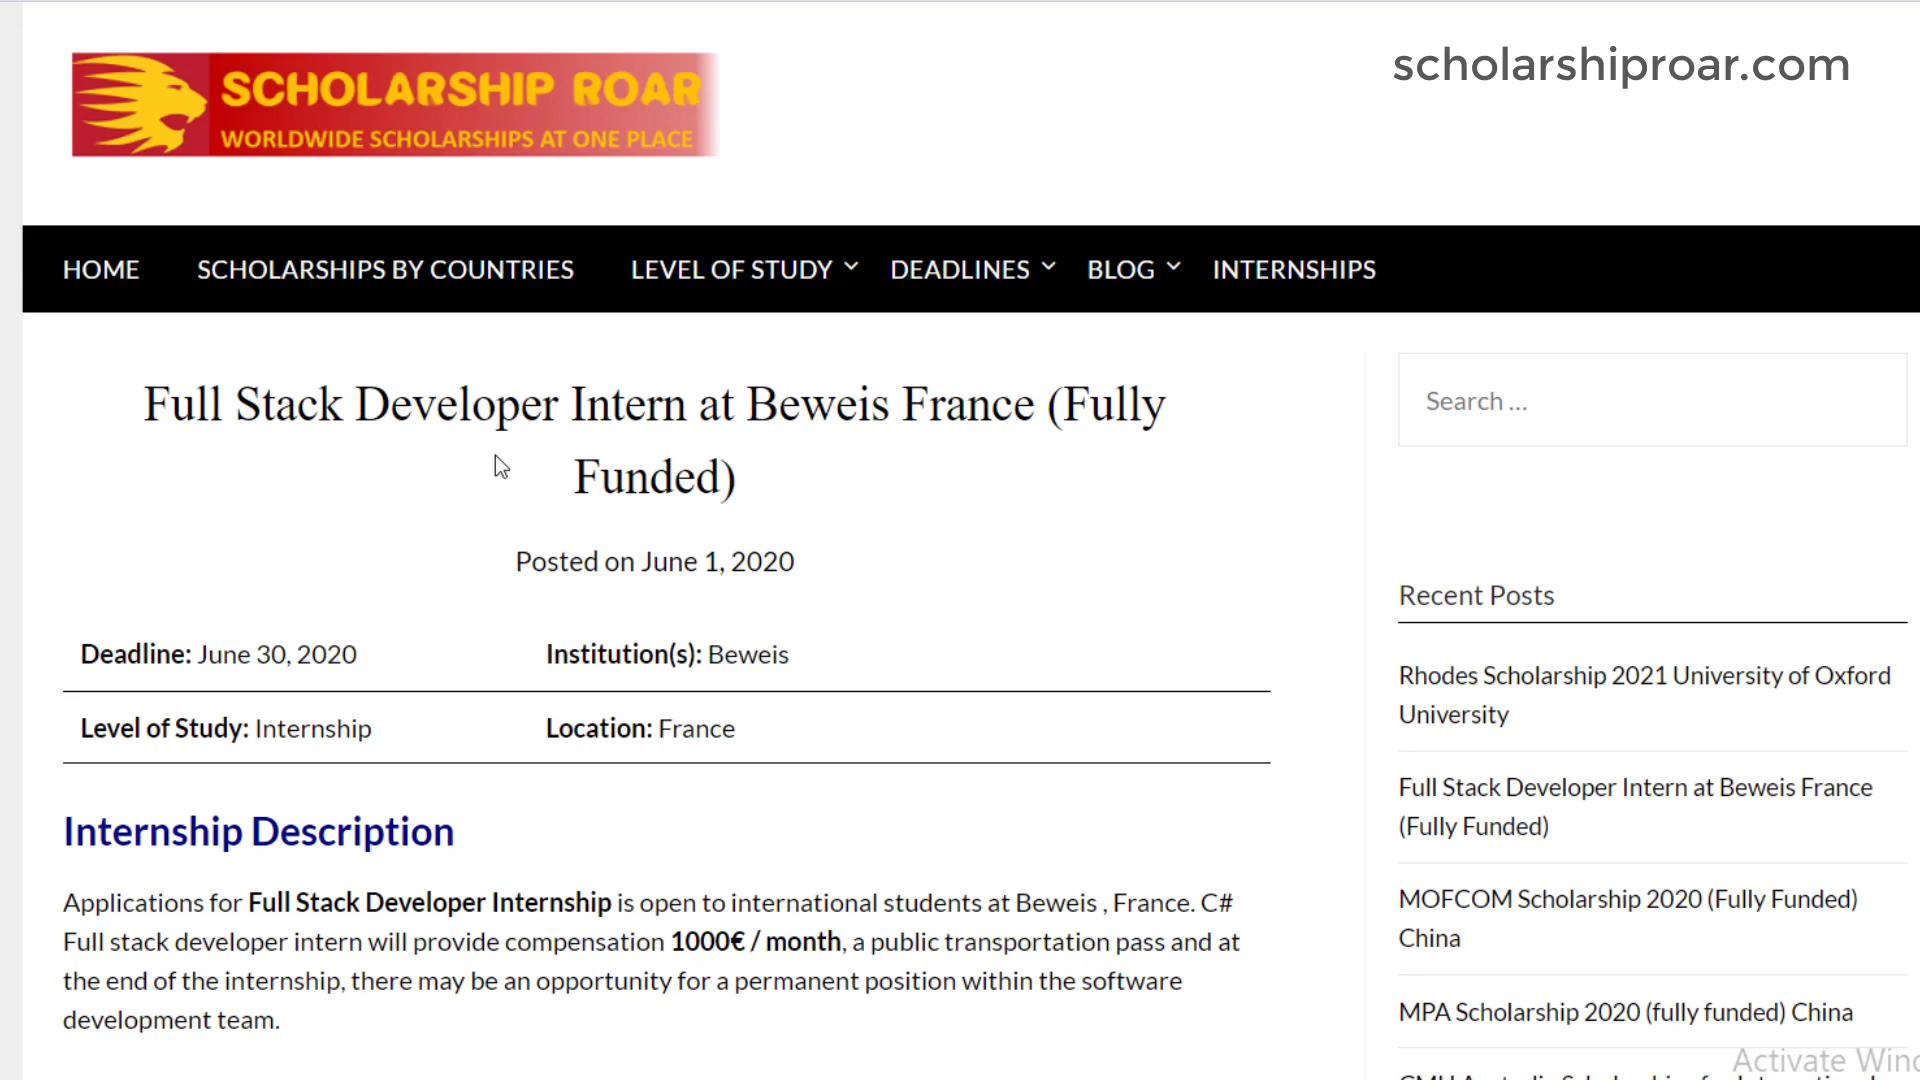 SCHOLARSHIP ROAR
WORLDWIDE SCHOLARSHIPS AT ONE PLACE
scholarshiproar.com
HOME SCHOLARSHIPS BY COUNTRIES LEVEL OF STUDY DEADLINES BLOG INTERNSHIPS
Full Stack Developer Intern at Beweis France (Fully
Funded)
Posted on June 1, 2020
Deadline: June 30, 2020 Institution(s): Beweis
Level of Study: Internship Location: France
Internship Description
Applications for Full Stack Developer Internship is open to international students at Beweis , France. C#
Full stack developer intern will provide compensation 1000€ / month, a public transportation pass and at
the end of the internship, there may be an opportunity for a permanent position within the software
development team.
Search ...
Recent Posts
Rhodes Scholarship 2021 University of Oxford
University
Full Stack Developer Intern at Beweis France
(Fully Funded)
MOFCOM Scholarship 2020 (Fully Funded)
China
MPA Scholarship 2020 (fully funded) China
Activate